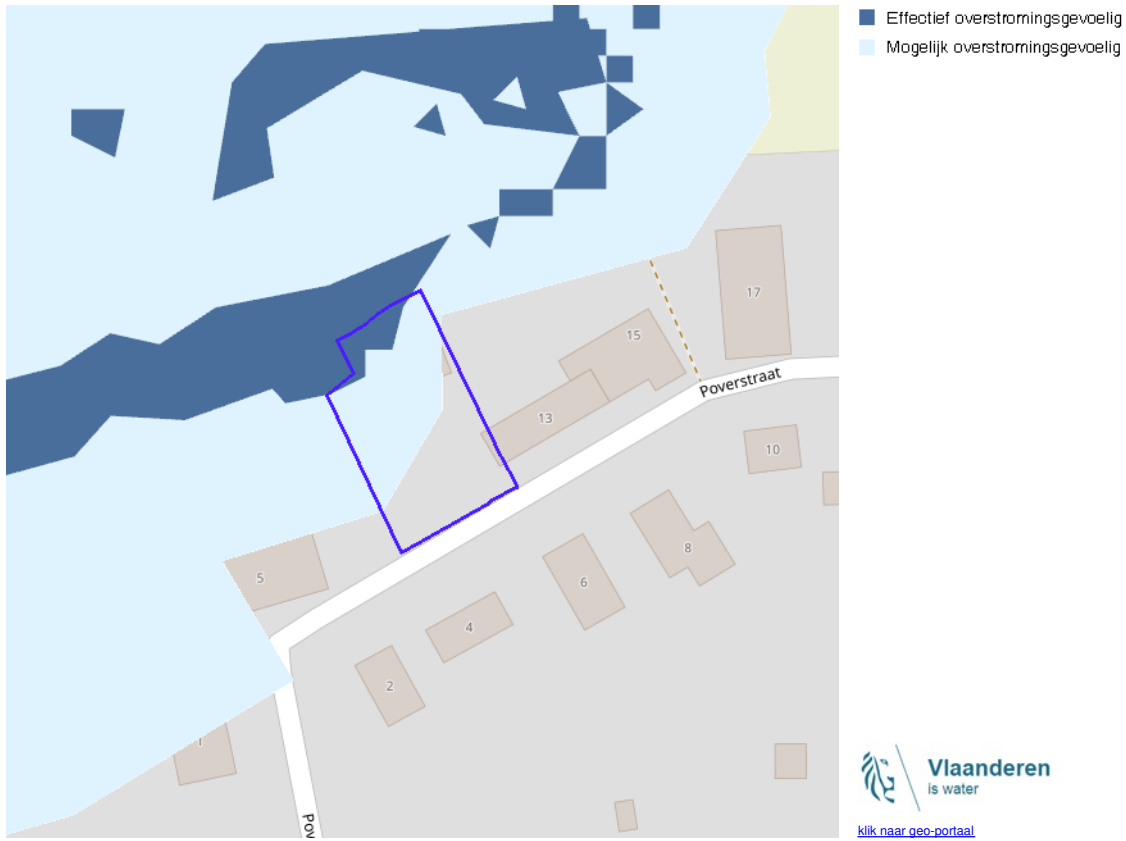 Effectief overstromingsgevoelig
Mogelijk overstromingsgevoelig
17
15
Poverstraat
13
10
8
5
6
4
2
1
Pov
Vlaanderen
is water
klik naar geo-portaal